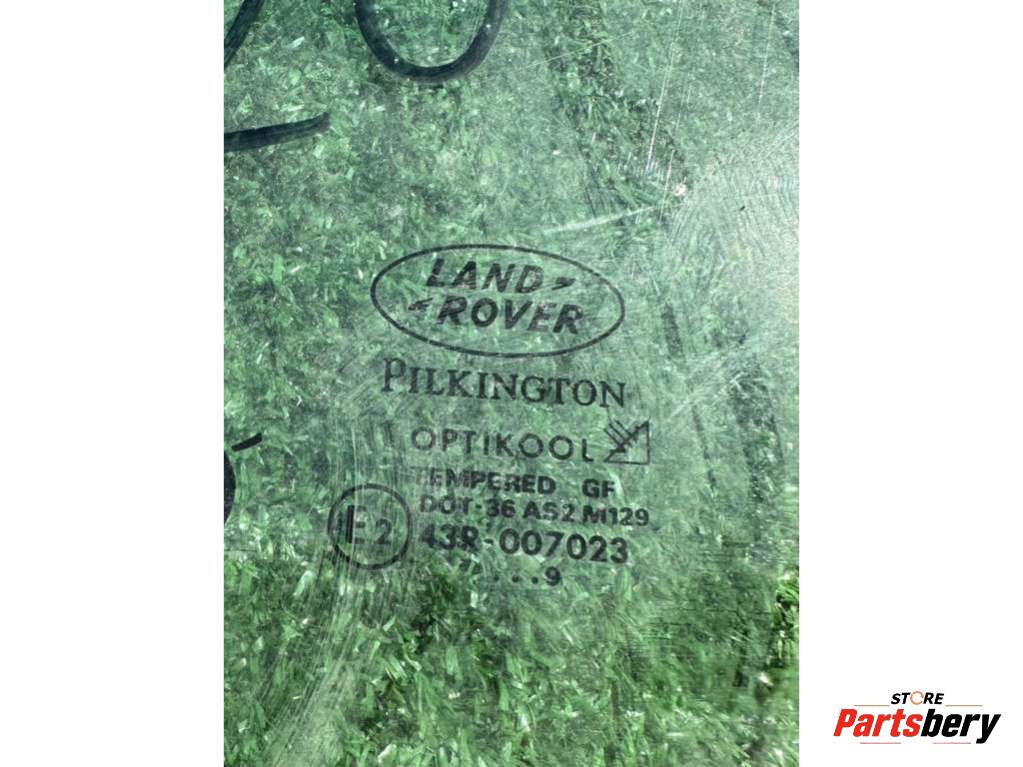 LAND
ROVER
PILKINGTON
OPTIKOOL
TEMPERED GF
DOT-36 AS2 M129
E2 43R-007023
....9
STORE
Partsbery